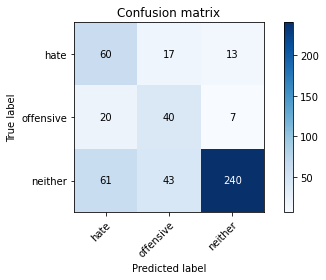 Confusion matrix
hate 60 17 13
offensive 20 40 7
neither 61 43 240
hate offensive neither
True label
Predicted label
200
150
100
50